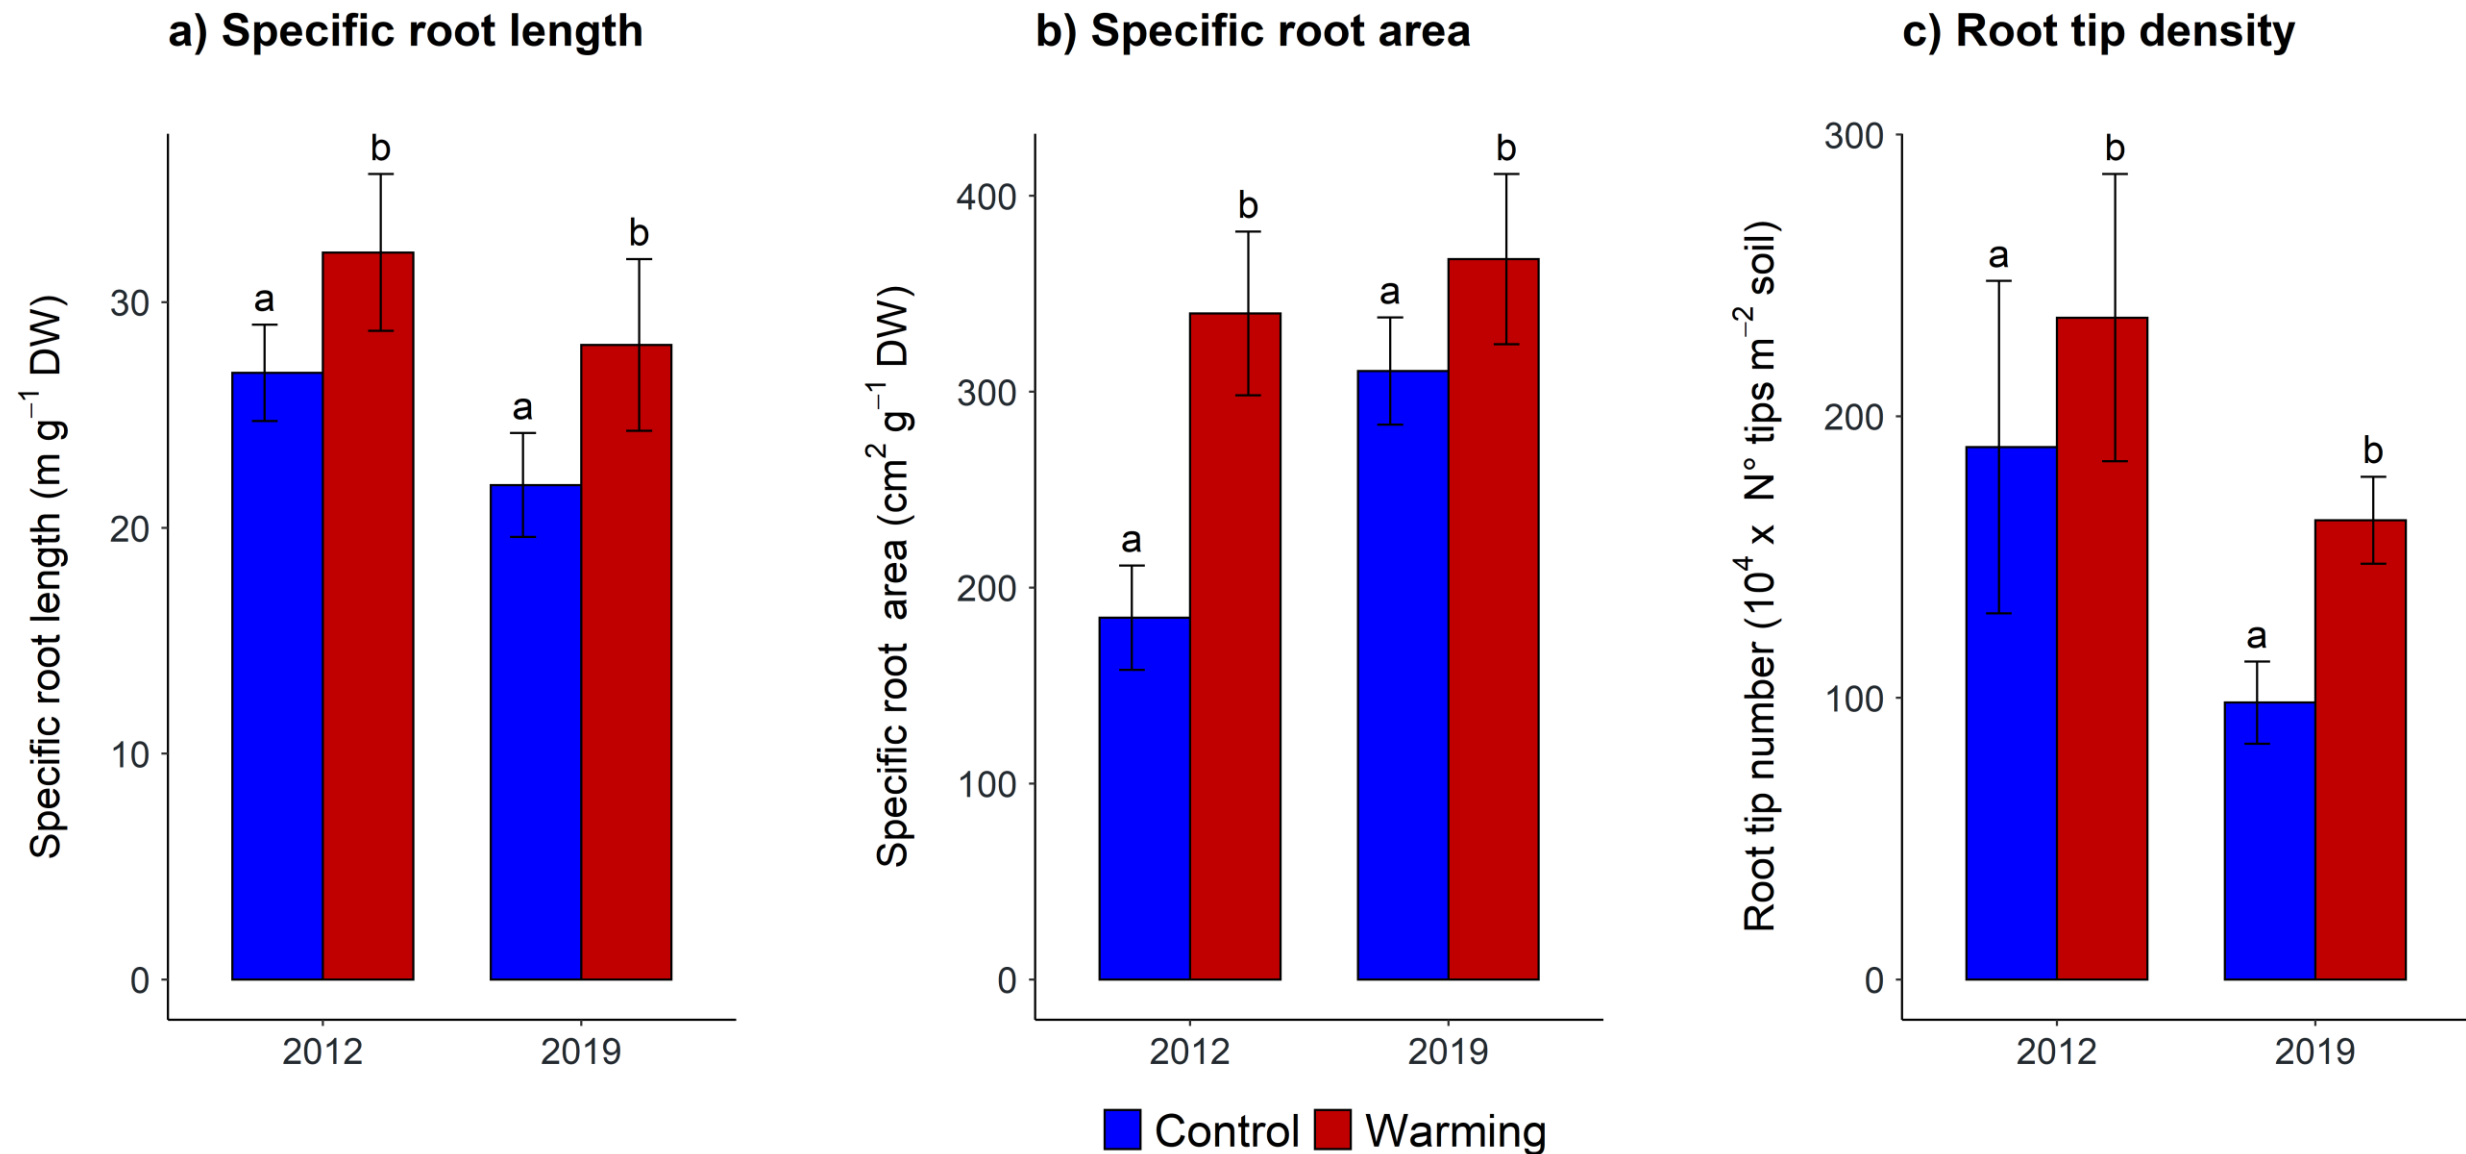 a) Specific root length
b) Specific root area
c) Root tip density
Specific root length (m g⁻¹ DW)
30
20
10
0
a
b
a
b
2012
2019
Specific root area (cm² g⁻¹ DW)
400
300
200
100
0
a
b
a
b
2012
2019
Root tip number (10⁴ x N° tips m⁻² soil)
300
200
100
0
a
b
a
b
2012
2019
Control
Warming